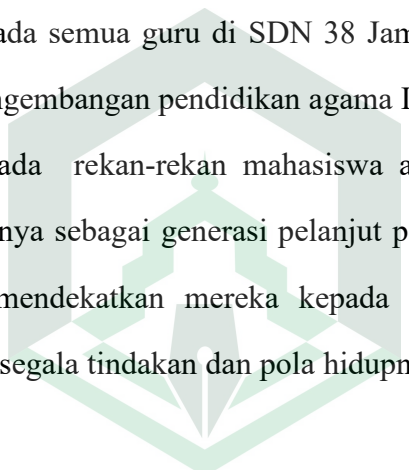 ada semua guru di SDN 38 Jam
ngembangan pendidikan agama I
ada rekan-rekan mahasiswa a
nya sebagai generasi pelanjut p
mendekatkan mereka kepada
segala tindakan dan pola hidupn